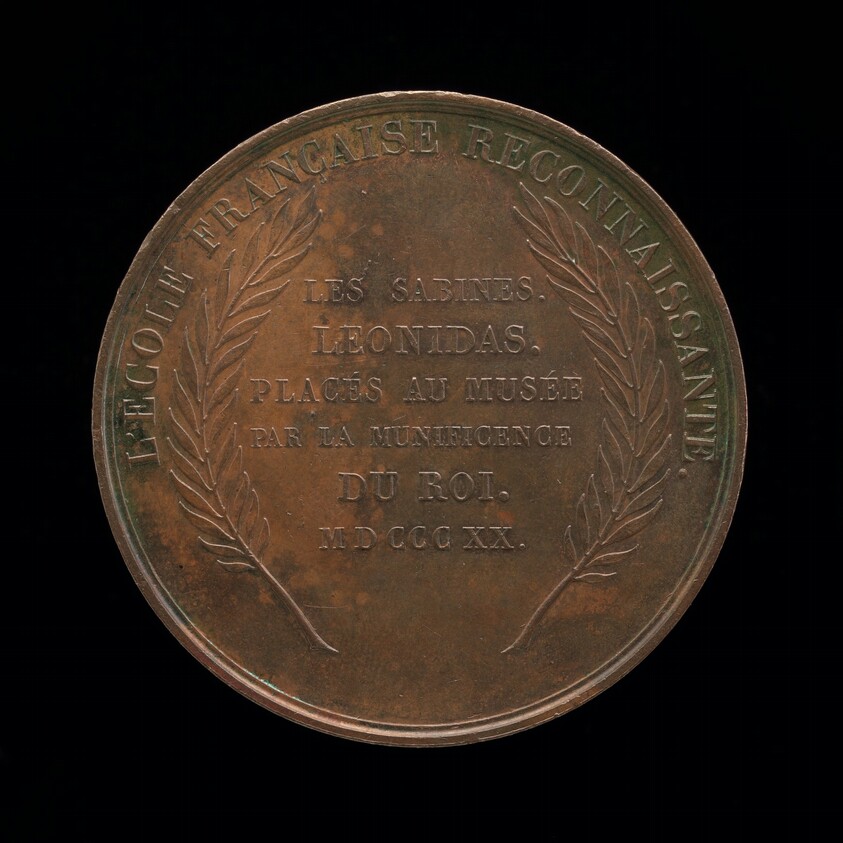 L'ECOLE FRANÇAISE RECONNAISSANTE.
LES SABINES.
LEONIDAS.
PLACÉS AU MUSÉE
PAR LA MUNIFICENCE
DU ROI.
MDCCCXX.